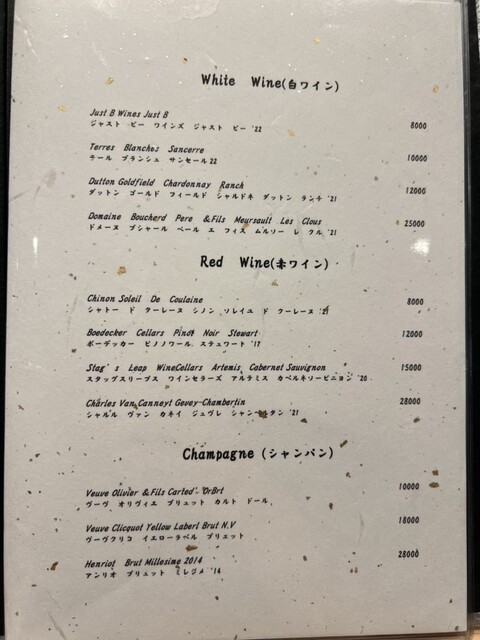 White Wine(白ワイン)
Just B Wines Just B
ジャスト ビー ワインズ ジャスト ビー '22 8000
Terres Blanches Sancerre
テール ブランシュ サンセール22 10000
Dutton Goldfield Chardonnay Ranch
ダットン ゴールド フィールド シャルドネ ダットン ランチ '21 12000
Domaine Boucherd Pere &Fils Meursault Les Clous
ドメーヌ ブシャール ペール エ フィス ムルソー レ クル '21 25000
Red Wine(赤ワイン)
Chinon Soleil De Coulaine
シャトー ド クーレーヌ シノン ソレイユ ド クーレーヌ '21 8000
Boedecker Cellars Pinot Noir Stewart
ボーデッカー ピノノワール ステュワート '17 12000
Stag's Leap WineCellars Artemis Cabernet Sauvignon 15000
スタッグスリープス ワインセラーズ アルテミス カベルネソービニョン '20
Charles Van Canneyt Gevey-Chambertin 28000
シャルル ヴァン カネイ ジュヴレ シャンベルタン '21
Champagne (シャンパン)
Veuve Olivier &Fils Carted' OrBrt 10000
ヴーヴ オリヴィエ ブリュット カルト ドール
Veuve Clicquot Yellow Laberl Brut N.V 18000
ヴーヴクリコ イエローラベル ブリュット
Henriot Brut Millesime 2014 28000
アンリオ ブリュット ミレジメ '14